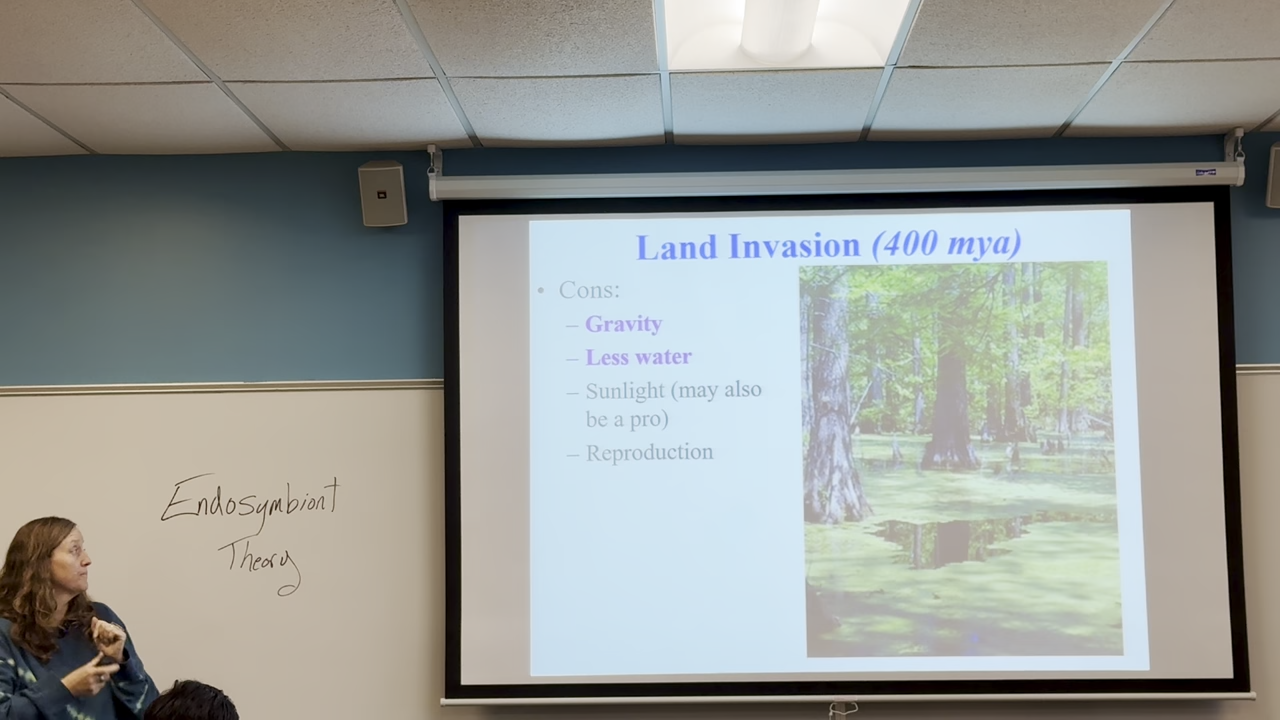 Land Invasion (400 mya)
• Cons:
– Gravity
– Less water
– Sunlight (may also
be a pro)
– Reproduction
Endosymbiont
Theory